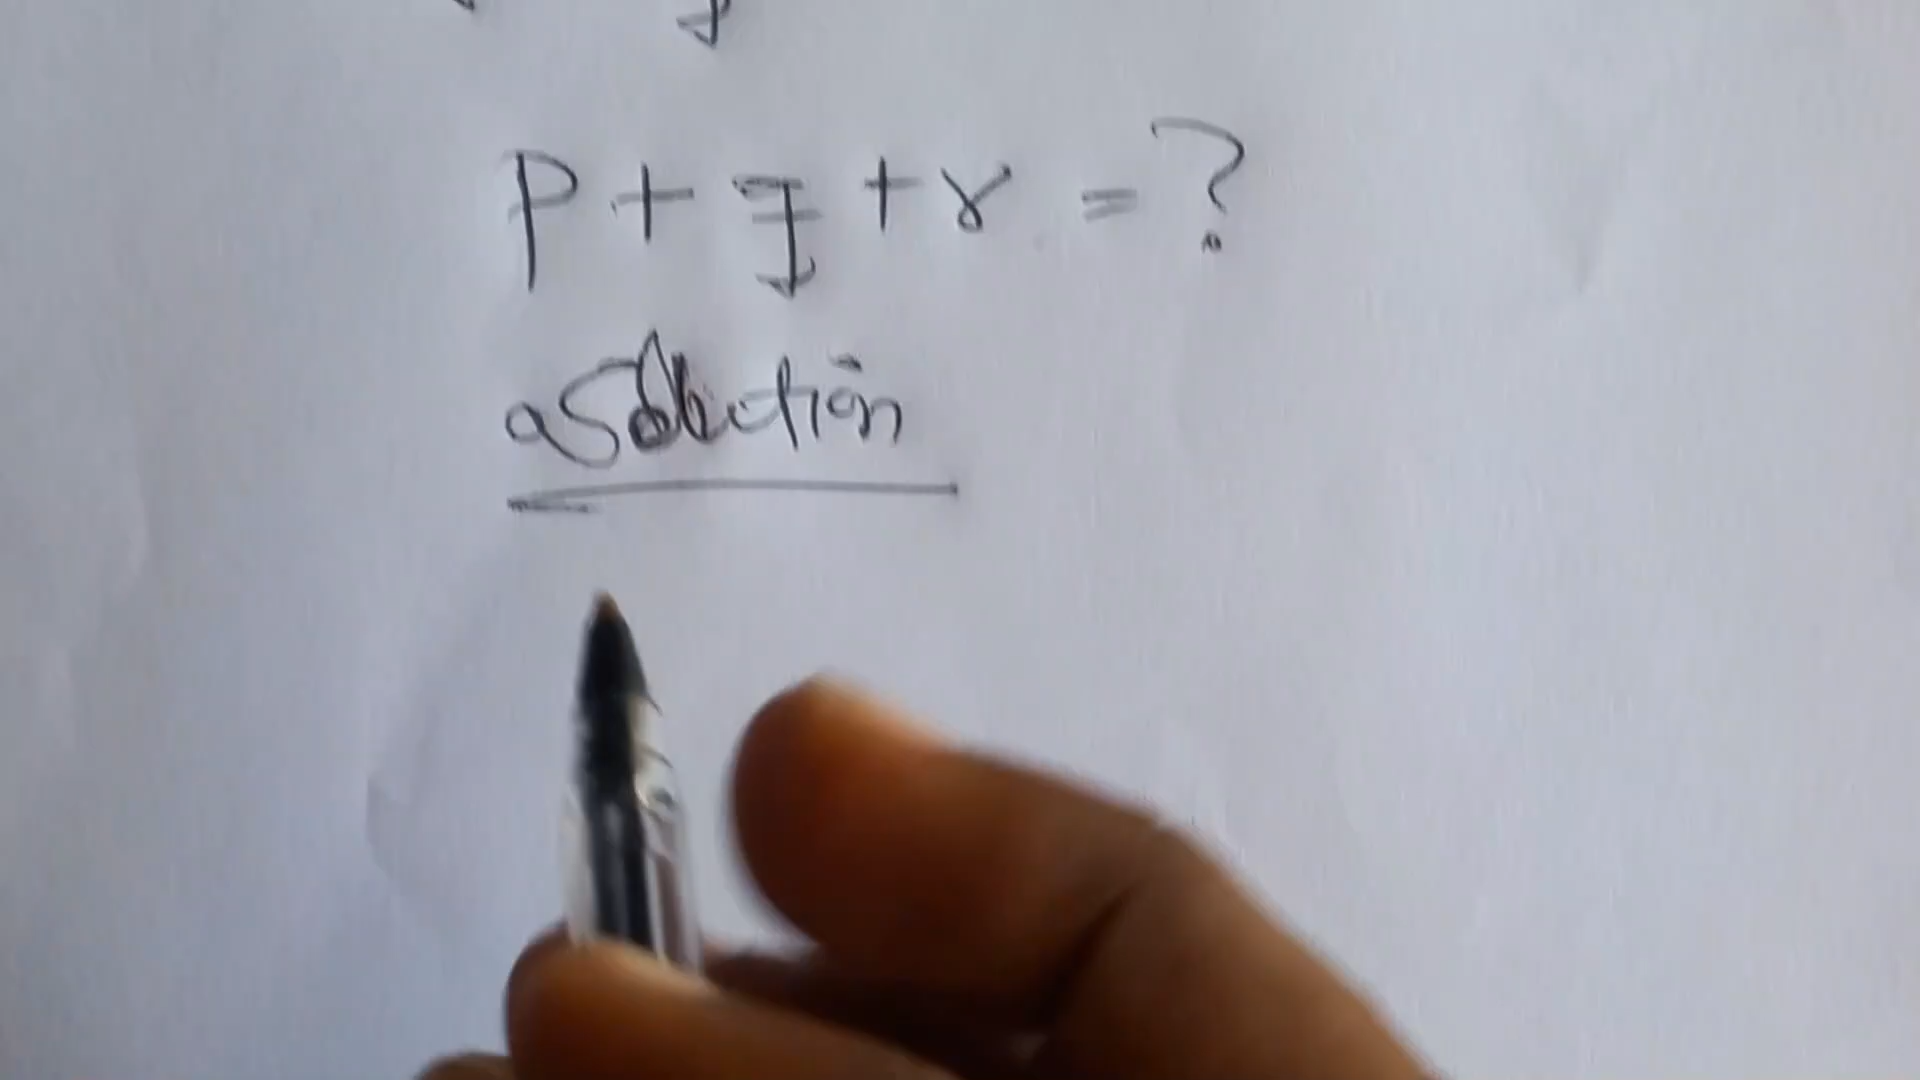 p + q + r = ?
Solution